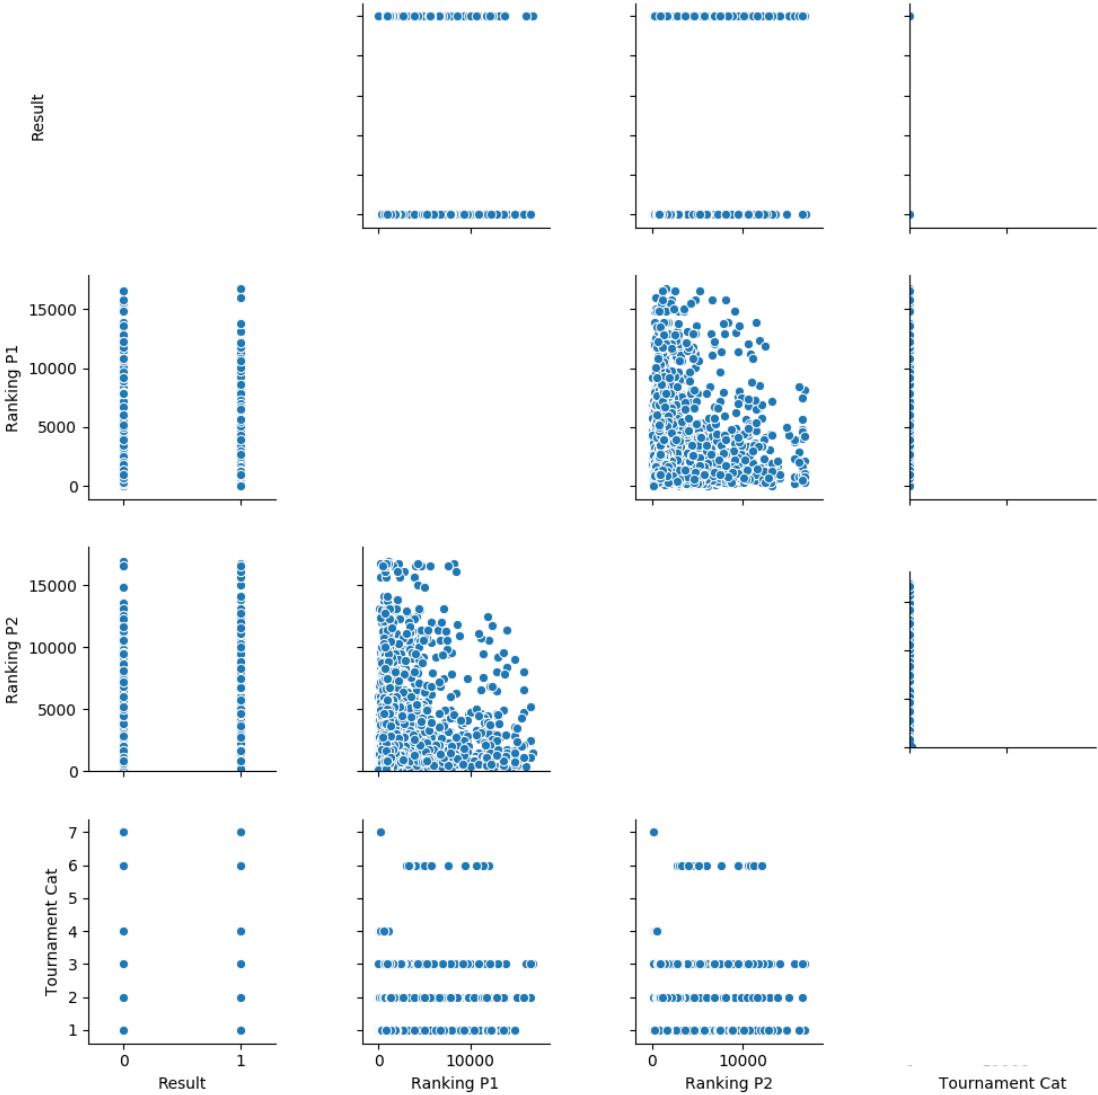 Result
Ranking P1
15000
10000
5000
0
Ranking P2
15000
10000
5000
0
Tournament Cat
7
6
5
4
3
2
1
0 1
0 10000
0 10000
Result
Ranking P1
Ranking P2
Tournament Cat